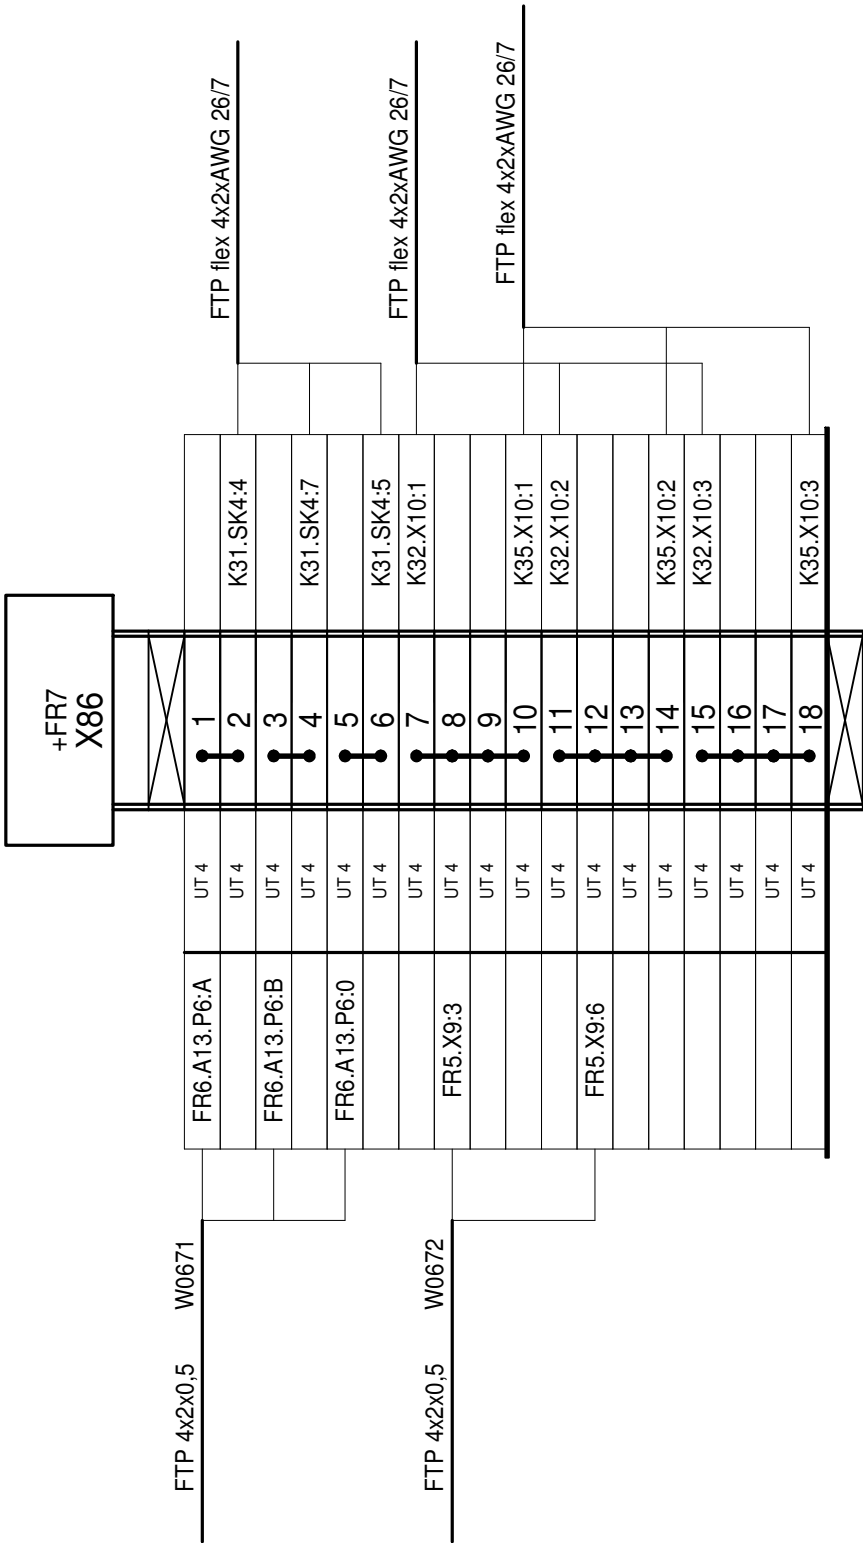 +FR7
X86
FTP flex 4x2xAWG 26/7
FTP flex 4x2xAWG 26/7
FTP flex 4x2xAWG 26/7
FR6.A13.P6:A UT 4 1
UT 4 2 K31.SK4:4
FR6.A13.P6:B UT 4 3
UT 4 4 K31.SK4:7
FR6.A13.P6:0 UT 4 5
UT 4 6 K31.SK4:5
UT 4 7 K32.X10:1
FR5.X9:3 UT 4 8
UT 4 9
UT 4 10 K35.X10:1
UT 4 11 K32.X10:2
FR5.X9:6 UT 4 12
UT 4 13
UT 4 14 K35.X10:2
UT 4 15 K32.X10:3
UT 4 16
UT 4 17
UT 4 18 K35.X10:3
FTP 4x2x0,5 W0671
FTP 4x2x0,5 W0672